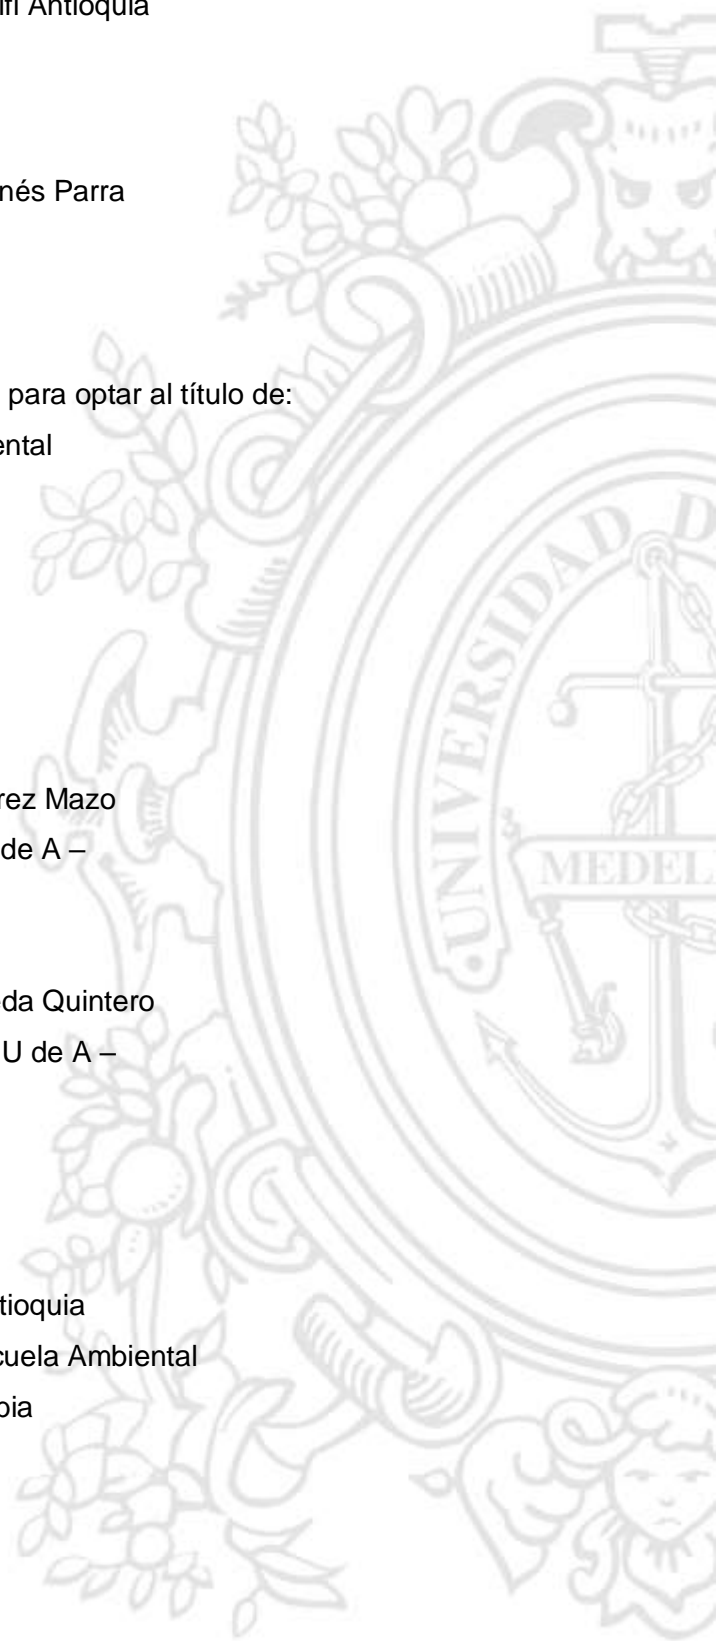 ifí Antioquia
nés Parra
para optar al título de:
ental
rez Mazo
de A –
da Quintero
U de A –
tioquia
cuela Ambiental
bia
UNIVERSIDAD D
MEDEL